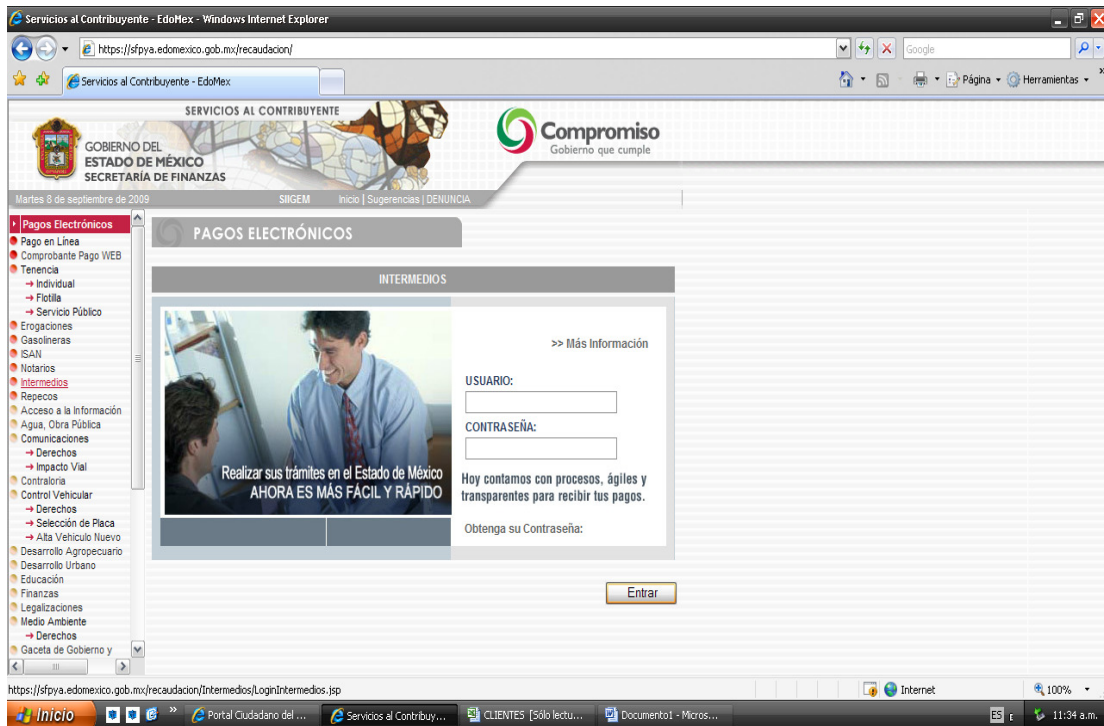 Servicios al Contribuyente - EdoMex - Windows Internet Explorer
https://sfpya.edomexico.gob.mx/recaudacion/
Google
Servicios al Contribuyente - EdoMex
Página
Herramientas
»
SERVICIOS AL CONTRIBUYENTE
GOBIERNO DEL
ESTADO DE MÉXICO
SECRETARÍA DE FINANZAS
Compromiso
Gobierno que cumple
Martes 8 de septiembre de 2009
SIIGEM
Inicio | Sugerencias | DENUNCIA
Pagos Electrónicos
Pago en Línea
Comprobante Pago WEB
Tenencia
→ Individual
→ Flotilla
→ Servicio Público
Erogaciones
Gasolineras
ISAN
Notarios
Intermedios
Repecos
Acceso a la Información
Agua, Obra Pública
Comunicaciones
→ Derechos
→ Impacto Vial
Contraloria
Control Vehicular
→ Derechos
→ Selección de Placa
→ Alta Vehiculo Nuevo
Desarrollo Agropecuario
Desarrollo Urbano
Educación
Finanzas
Legalizaciones
Medio Ambiente
→ Derechos
Gaceta de Gobierno y
PAGOS ELECTRÓNICOS
INTERMEDIOS
Realizar sus trámites en el Estado de México
AHORA ES MÁS FÁCIL Y RÁPIDO
>> Más Información
USUARIO:
CONTRASEÑA:
Hoy contamos con procesos, ágiles y
transparentes para recibir tus pagos.
Obtenga su Contraseña:
Entrar
https://sfpya.edomexico.gob.mx/recaudacion/Intermedios/LoginIntermedios.jsp
Internet
100%
Inicio
»
Portal Ciudadano del ...
Servicios al Contribuy...
CLIENTES [Sólo lectu...
Documento1 - Micros...
ES
11:34 a.m.